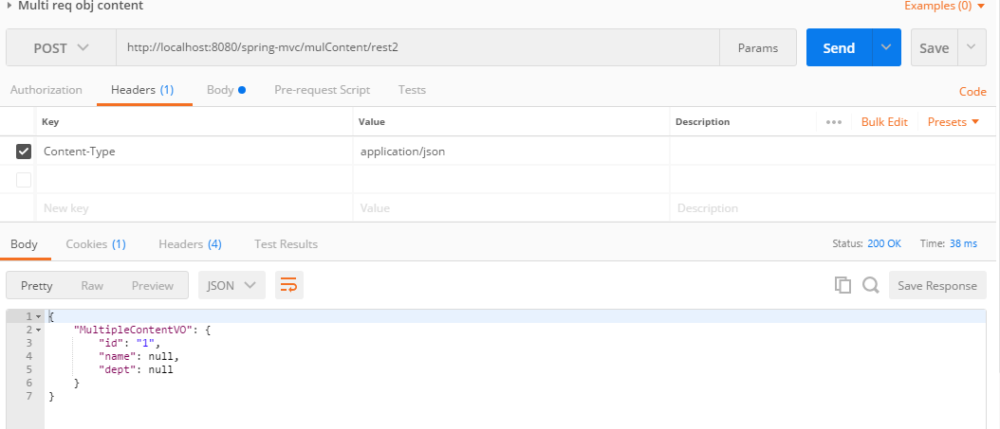 Multi req obj content Examples (0)
POST http://localhost:8080/spring-mvc/mulContent/rest2 Params Send Save
Authorization Headers (1) Body Pre-request Script Tests Code
Key Value Description ••• Bulk Edit Presets
Content-Type application/json
New key Value Description
Body Cookies (1) Headers (4) Test Results Status: 200 OK Time: 38 ms
Pretty Raw Preview JSON Save Response
1 {
2 "MultipleContentVO": {
3 "id": "1",
4 "name": null,
5 "dept": null
6 }
7 }